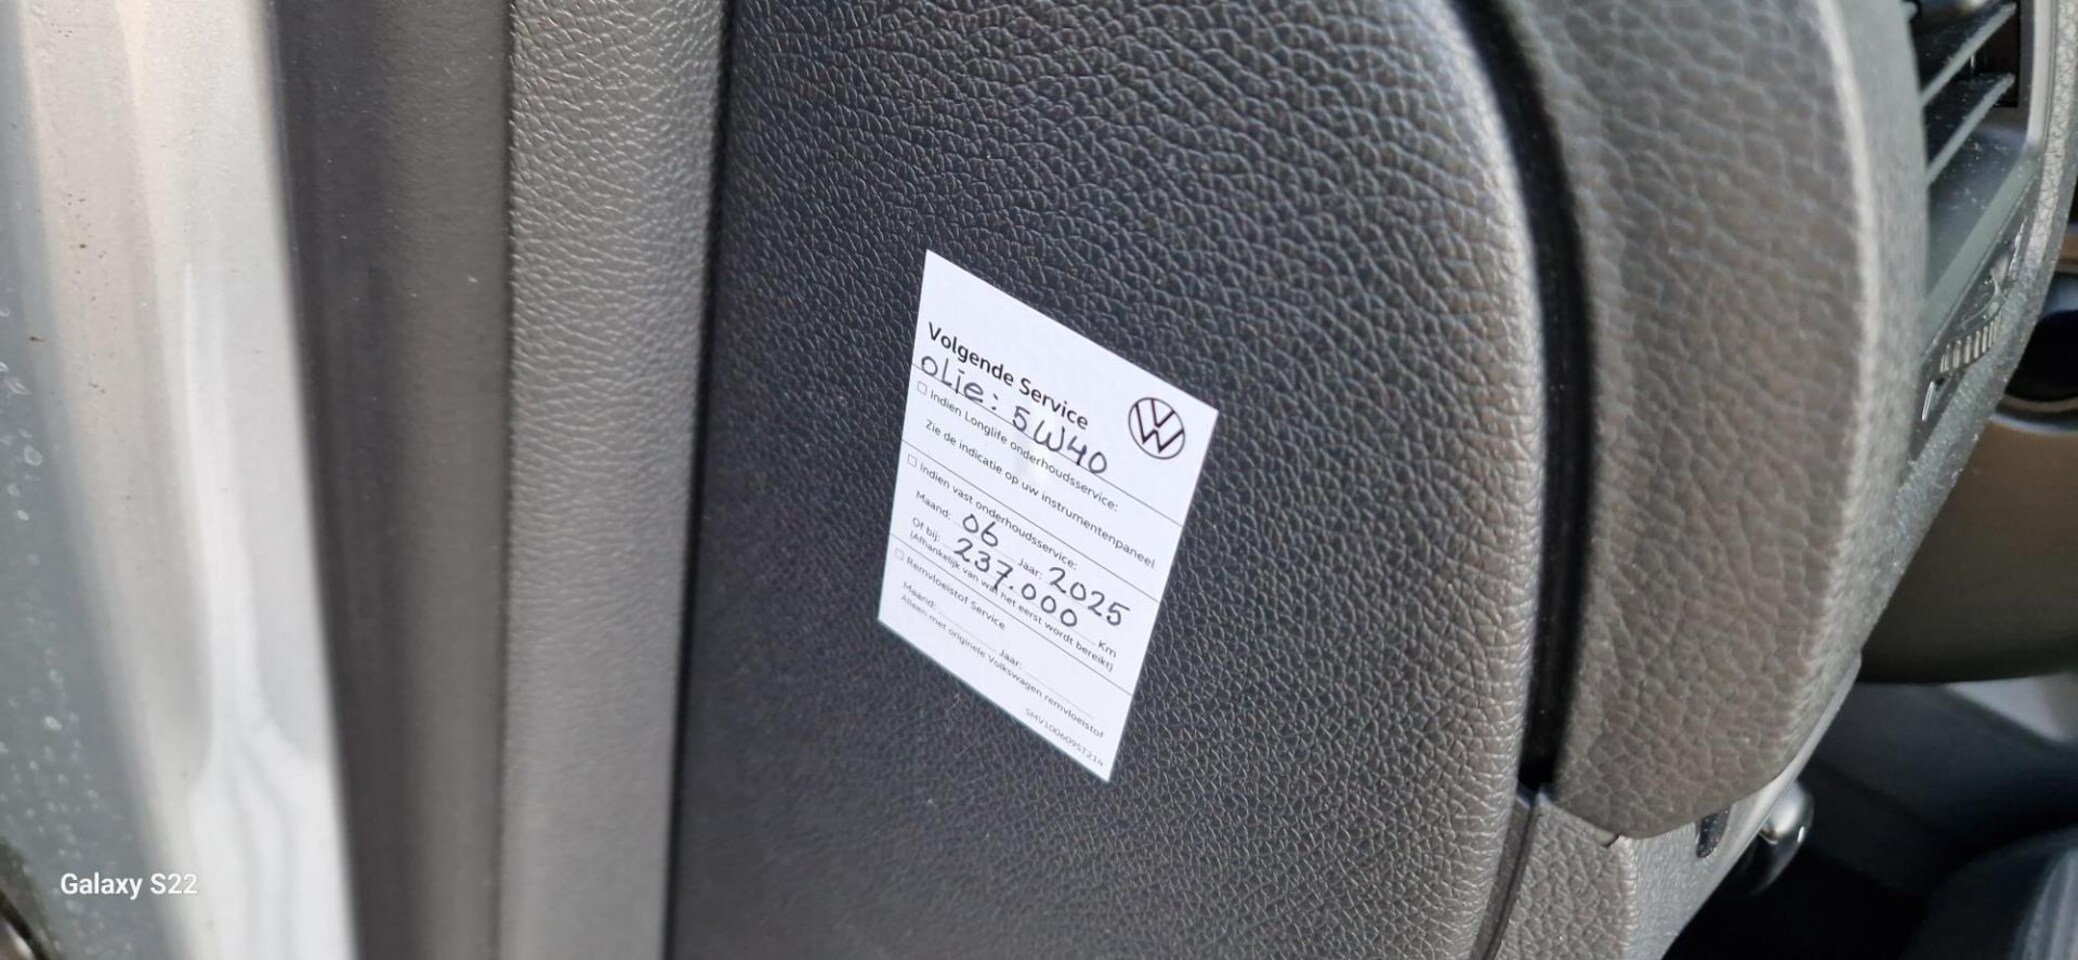 Volgende Service
OLie: 5W40
Indien Longlife onderhoudsservice:
Zie de indicatie op uw instrumentenpaneel
Indien vast onderhoudsservice:
Maand: 06 Jaar: 2025
Of bij: 237.000 Km
(Afhankelijk van wat het eerst wordt bereikt)
Remvloeistof Service
Maand: Jaar:
Alleen met originele Volkswagen remvloeistof
Galaxy S22